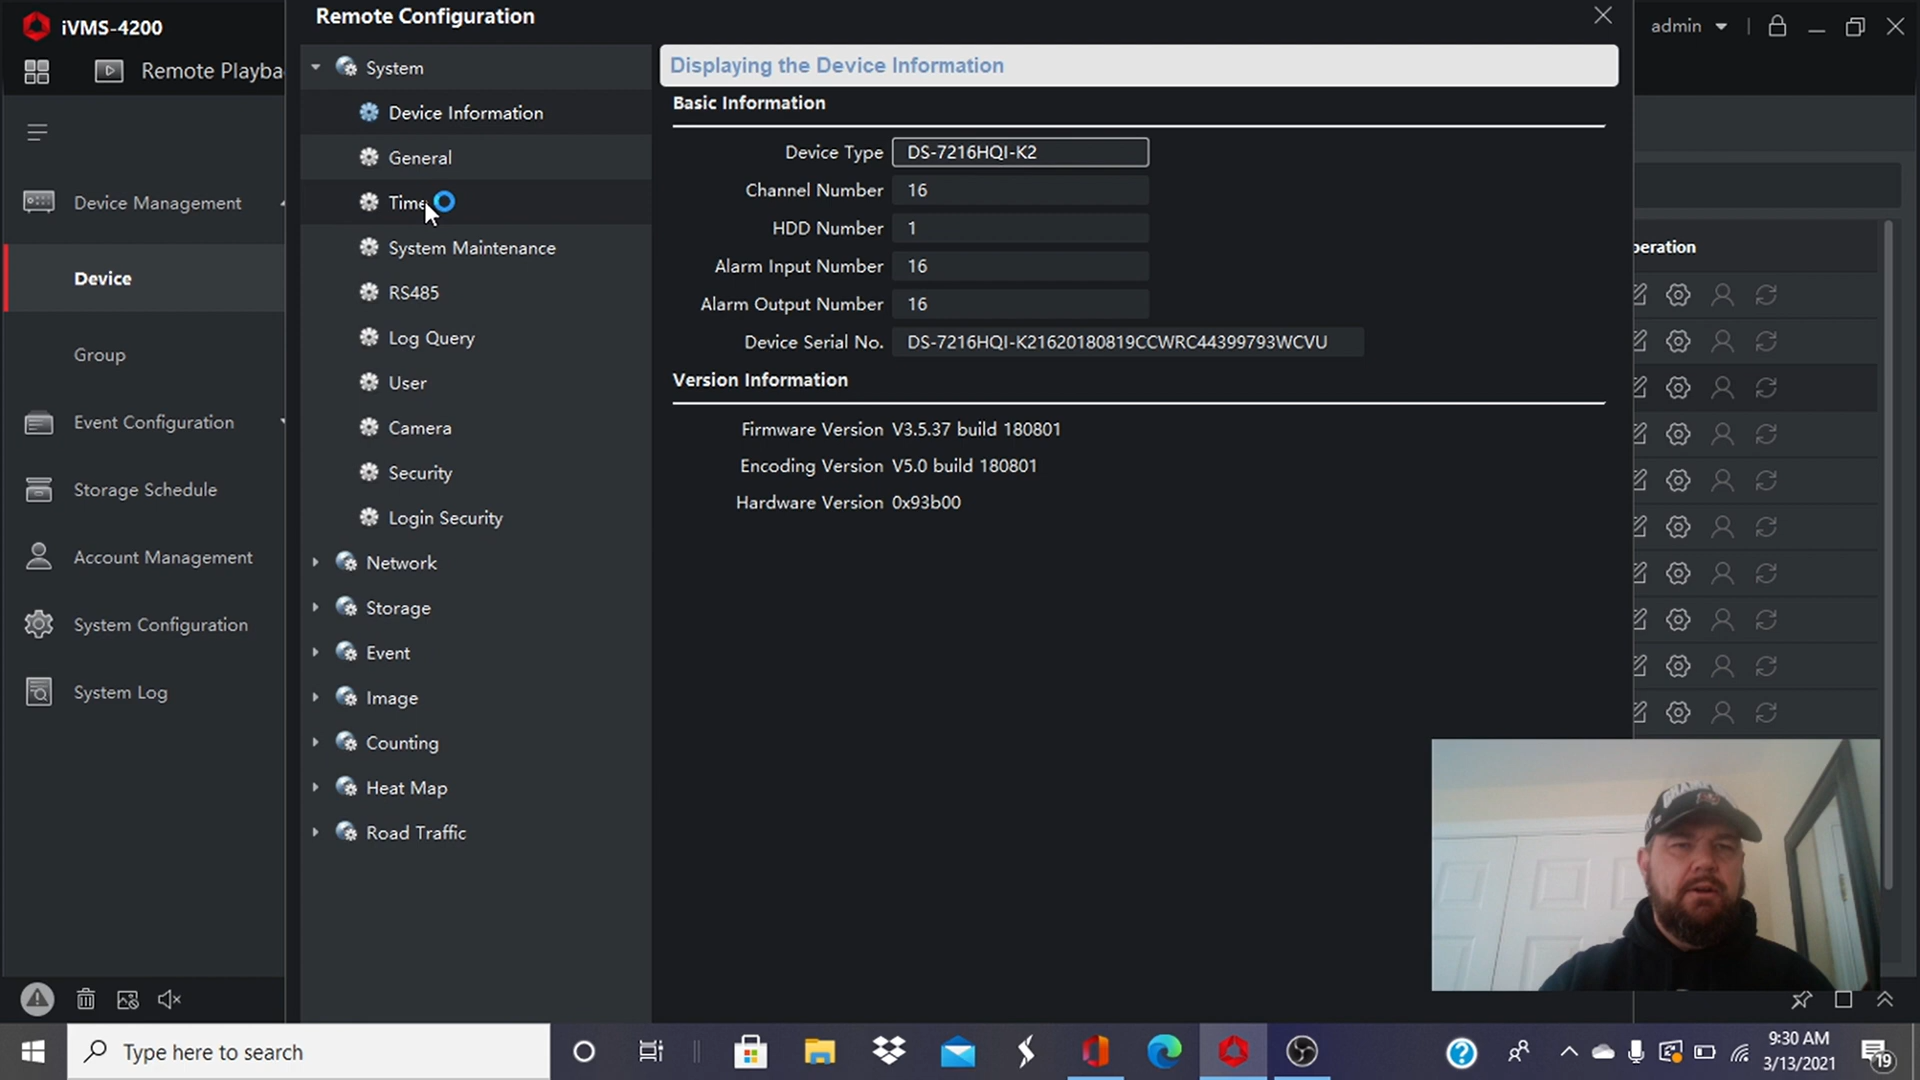 iVMS-4200
Remote Playba
Device Management
Device
Group
Event Configuration
Storage Schedule
Account Management
System Configuration
System Log
Remote Configuration
System
Device Information
General
Time
System Maintenance
RS485
Log Query
User
Camera
Security
Login Security
Network
Storage
Event
Image
Counting
Heat Map
Road Traffic
Displaying the Device Information
Basic Information
Device Type DS-7216HQI-K2
Channel Number 16
HDD Number 1
Alarm Input Number 16
Alarm Output Number 16
Device Serial No. DS-7216HQI-K21620180819CCWRC44399793WCVU
Version Information
Firmware Version V3.5.37 build 180801
Encoding Version V5.0 build 180801
Hardware Version 0x93b00
admin
peration
Type here to search
9:30 AM
3/13/2021
19